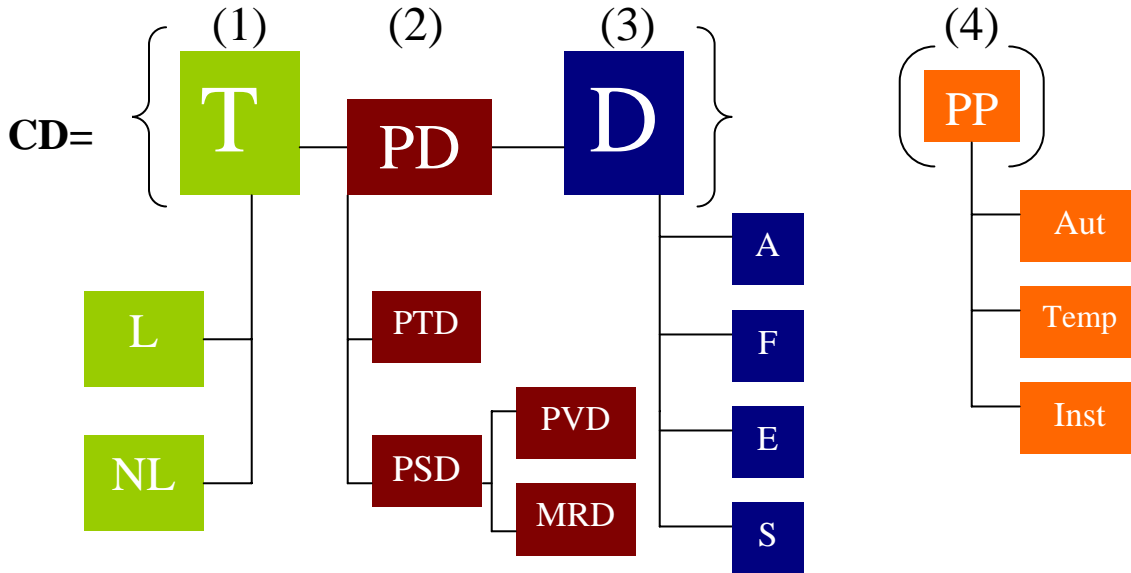 (1) (2) (3) (4)
CD= T PD D PP
Aut
A
L PTD F Temp
PVD Inst
NL PSD E
MRD S